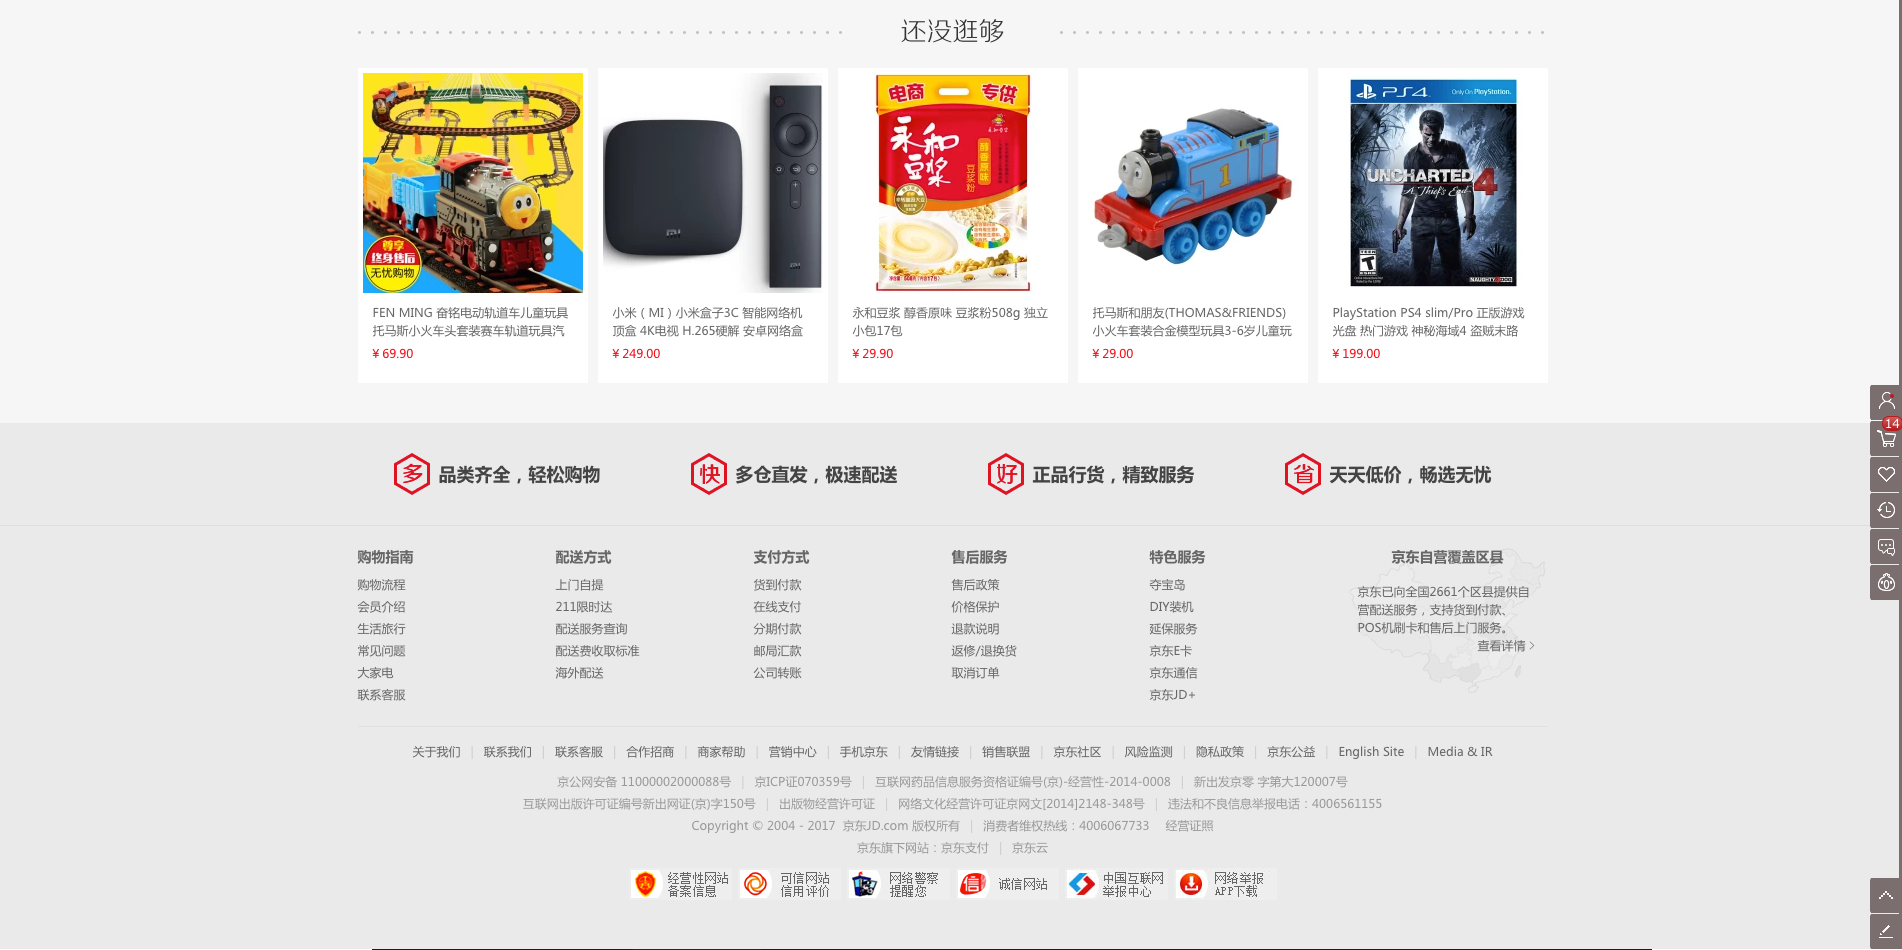 还没逛够
尊享
终身售后
无忧购物
电商 专供
永和豆浆
醇香原味
豆浆粉
PS4 Only On PlayStation.
UNCHARTED 4
A Thief's End
NAUGHTY DOG
FEN MING 奋铭电动轨道车儿童玩具
托马斯小火车头套装赛车轨道玩具汽
¥ 69.90
小米（MI）小米盒子3C 智能网络机
顶盒 4K电视 H.265硬解 安卓网络盒
¥ 249.00
永和豆浆 醇香原味 豆浆粉508g 独立
小包17包
¥ 29.90
托马斯和朋友(THOMAS&FRIENDS)
小火车套装合金模型玩具3-6岁儿童玩
¥ 29.00
PlayStation PS4 slim/Pro 正版游戏
光盘 热门游戏 神秘海域4 盗贼末路
¥ 199.00
14
多 品类齐全，轻松购物
快 多仓直发，极速配送
好 正品行货，精致服务
省 天天低价，畅选无忧
购物指南
购物流程
会员介绍
生活旅行
常见问题
大家电
联系客服
配送方式
上门自提
211限时达
配送服务查询
配送费收取标准
海外配送
支付方式
货到付款
在线支付
分期付款
邮局汇款
公司转账
售后服务
售后政策
价格保护
退款说明
返修/退换货
取消订单
特色服务
夺宝岛
DIY装机
延保服务
京东E卡
京东通信
京东JD+
京东自营覆盖区县
京东已向全国2661个区县提供自
营配送服务，支持货到付款、
POS机刷卡和售后上门服务。
查看详情 >
关于我们 | 联系我们 | 联系客服 | 合作招商 | 商家帮助 | 营销中心 | 手机京东 | 友情链接 | 销售联盟 | 京东社区 | 风险监测 | 隐私政策 | 京东公益 | English Site | Media & IR
京公网安备 11000002000088号 | 京ICP证070359号 | 互联网药品信息服务资格证编号(京)-经营性-2014-0008 | 新出发京零 字第大120007号
互联网出版许可证编号新出网证(京)字150号 | 出版物经营许可证 | 网络文化经营许可证京网文[2014]2148-348号 | 违法和不良信息举报电话：4006561155
Copyright © 2004 - 2017 京东JD.com 版权所有 | 消费者维权热线：4006067733 经营证照
京东旗下网站：京东支付 | 京东云
经营性网站
备案信息
可信网站
信用评价
网络警察
提醒您
诚信网站
中国互联网
举报中心
网络举报
APP下载